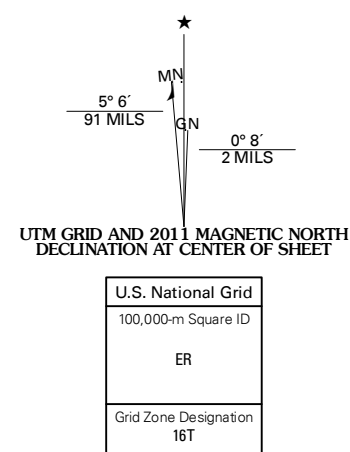 ★
MN
5° 6´
91 MILS
GN
0° 8´
2 MILS
UTM GRID AND 2011 MAGNETIC NORTH
DECLINATION AT CENTER OF SHEET
U.S. National Grid
100,000-m Square ID
ER
Grid Zone Designation
16T